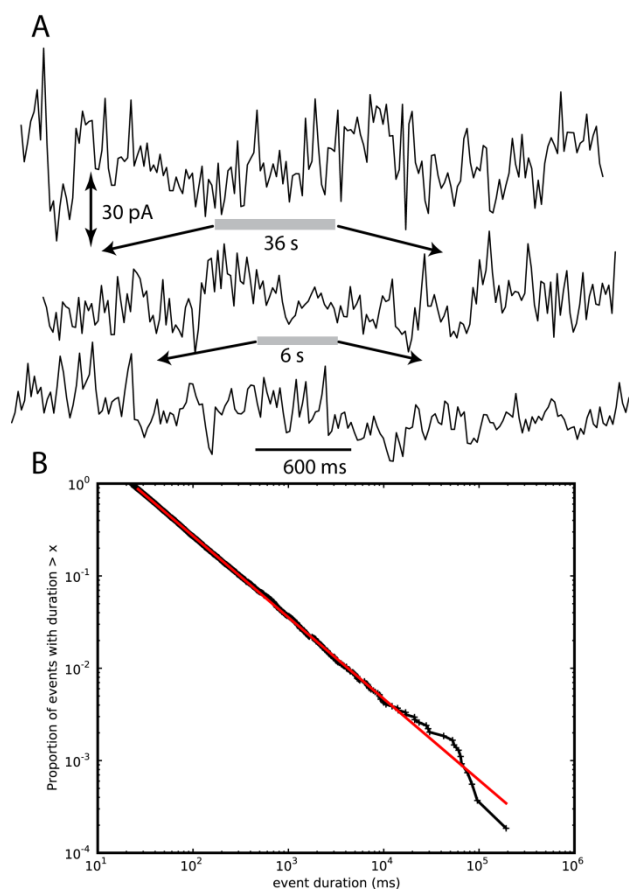 A
30 pA
36 s
6 s
600 ms
B
10^0
10^-1
10^-2
10^-3
10^-4
Proportion of events with duration > x
10^1 10^2 10^3 10^4 10^5 10^6
event duration (ms)